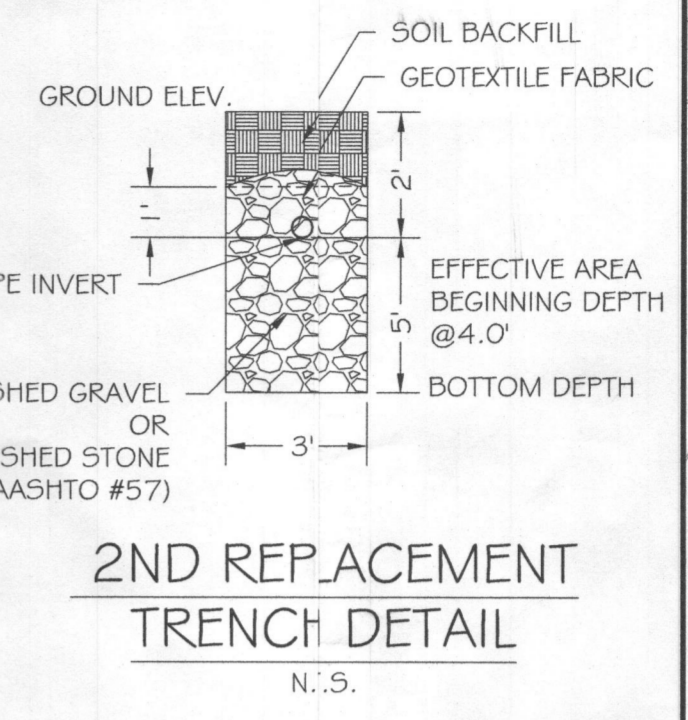 SOIL BACKFILL
GEOTEXTILE FABRIC
GROUND ELEV.
2'
1'
PE INVERT
EFFECTIVE AREA
BEGINNING DEPTH
@4.0'
5'
SHED GRAVEL
OR
SHED STONE
AASHTO #57)
BOTTOM DEPTH
3'
2ND REPLACEMENT
TRENCH DETAIL
N.T.S.